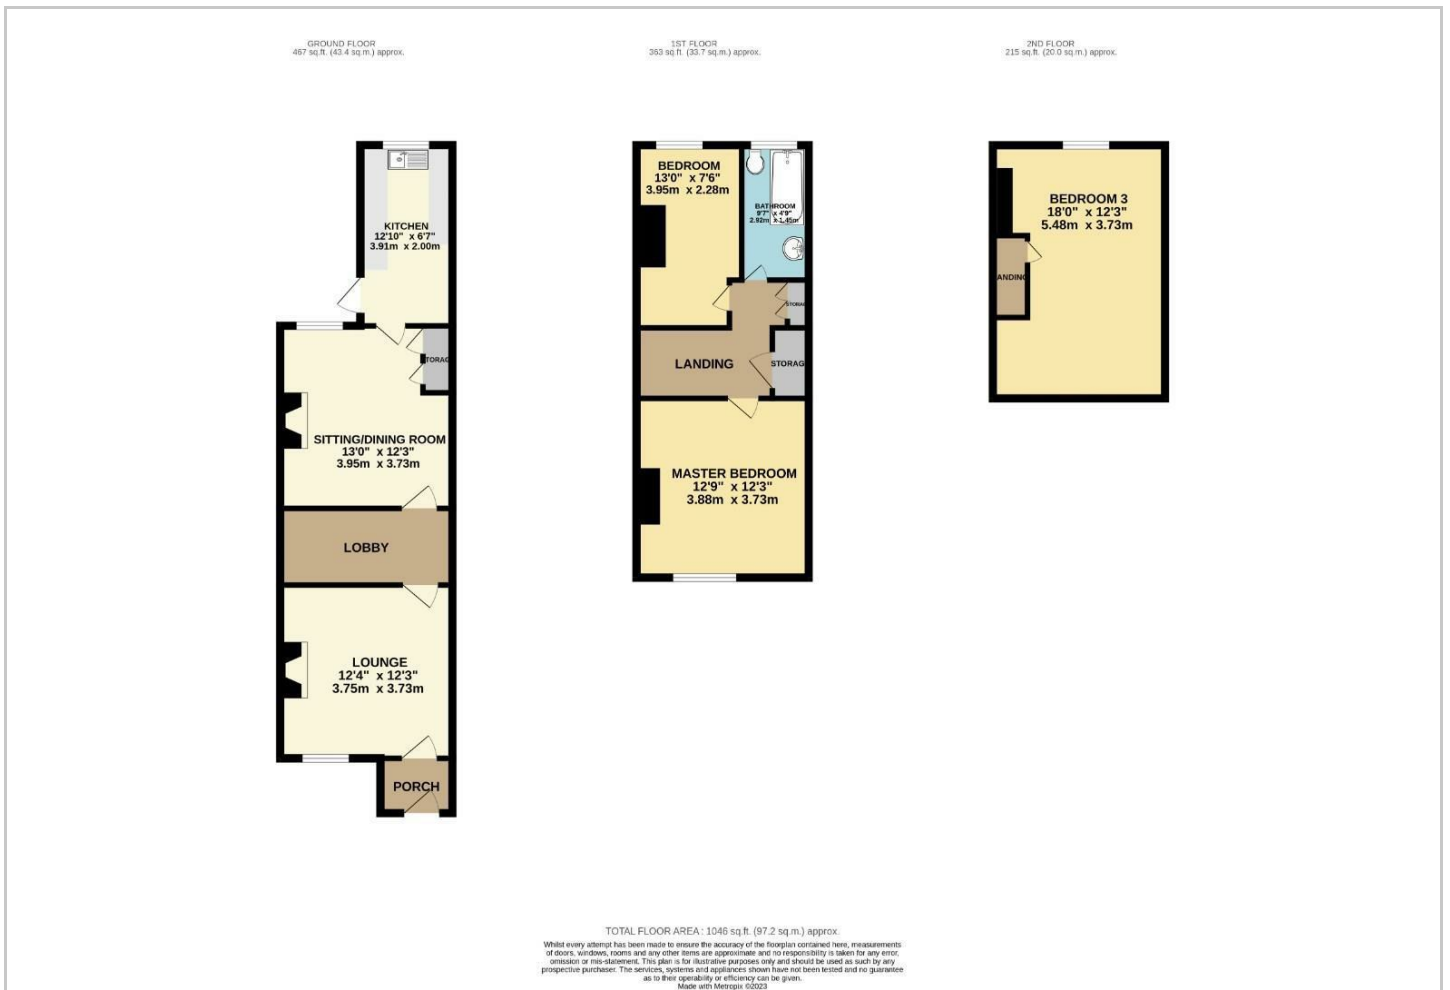 GROUND FLOOR
467 sq.ft. (43.4 sq.m.) approx.
1ST FLOOR
363 sq.ft. (33.7 sq.m.) approx.
2ND FLOOR
215 sq.ft. (20.0 sq.m.) approx.
KITCHEN
12'10" x 6'7"
3.91m x 2.00m
TORAG
SITTING/DINING ROOM
13'0" x 12'3"
3.95m x 3.73m
LOBBY
LOUNGE
12'4" x 12'3"
3.75m x 3.73m
PORCH
BEDROOM
13'0" x 7'6"
3.95m x 2.28m
BATHROOM
9'7" x 4'9"
2.92m x 1.45m
STORAG
LANDING
STORAG
MASTER BEDROOM
12'9" x 12'3"
3.88m x 3.73m
BEDROOM 3
18'0" x 12'3"
5.48m x 3.73m
ANDING
TOTAL FLOOR AREA : 1046 sq.ft. (97.2 sq.m.) approx.
Whilst every attempt has been made to ensure the accuracy of the floorplan contained here, measurements
of doors, windows, rooms and any other items are approximate and no responsibility is taken for any error,
omission or mis-statement. This plan is for illustrative purposes only and should be used as such by any
prospective purchaser. The services, systems and appliances shown have not been tested and no guarantee
as to their operability or efficiency can be given.
Made with Metropix ©2023